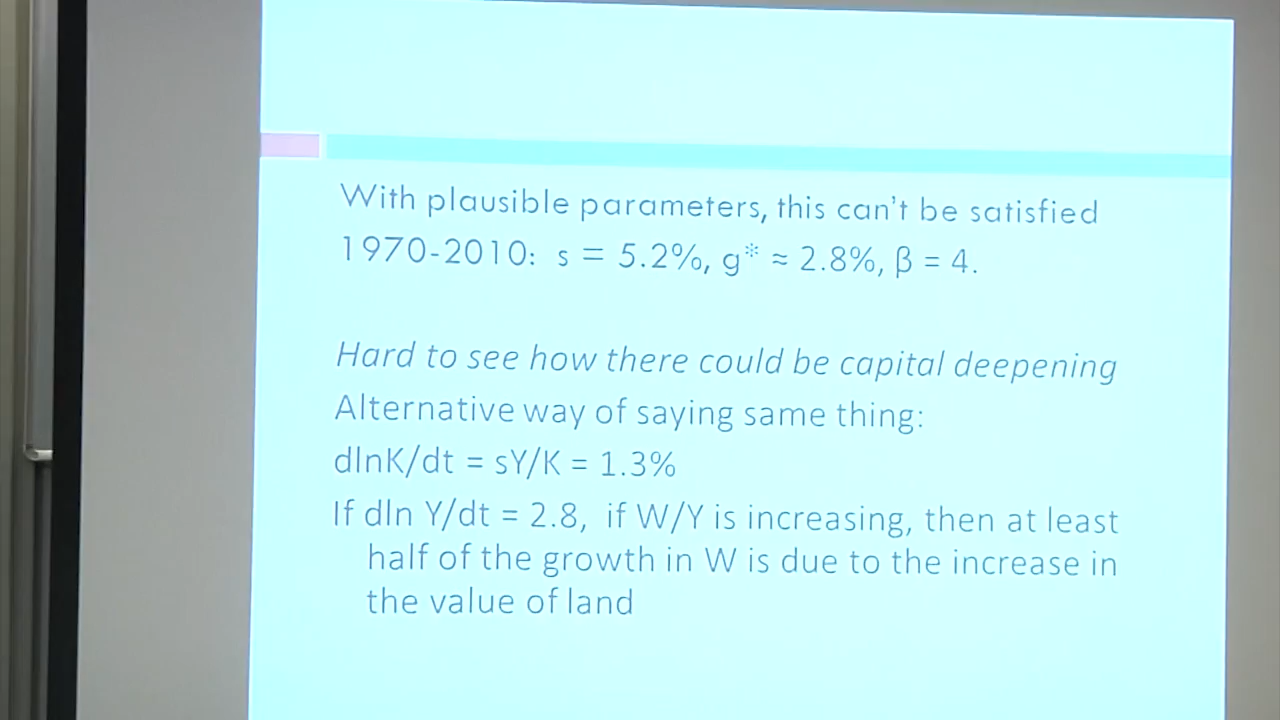 With plausible parameters, this can't be satisfied
1970-2010: s = 5.2%, g* ≈ 2.8%, β = 4.
Hard to see how there could be capital deepening
Alternative way of saying same thing:
dlnK/dt = sY/K = 1.3%
If dln Y/dt = 2.8, if W/Y is increasing, then at least
half of the growth in W is due to the increase in
the value of land